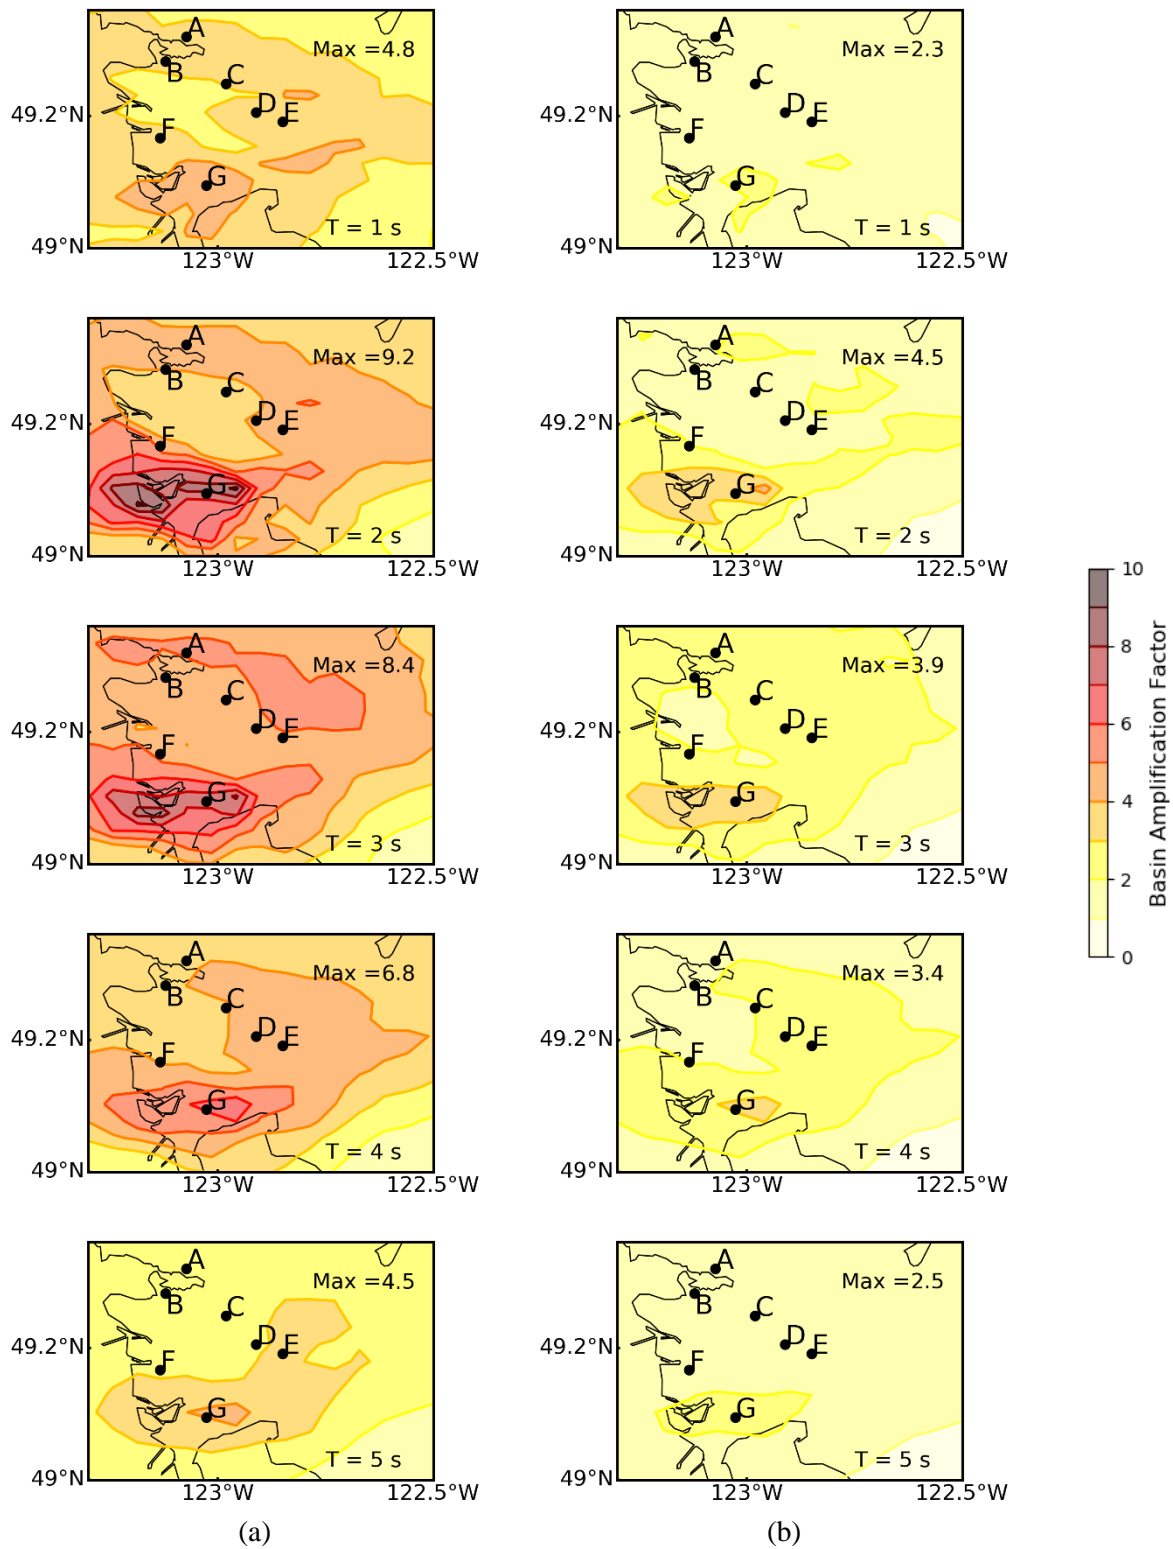 A
Max =4.8
B
C
D
E
49.2°N
F
G
T = 1 s
49°N
123°W
122.5°W
A
Max =2.3
B
C
D
E
49.2°N
F
G
T = 1 s
49°N
123°W
122.5°W
A
Max =9.2
B
C
D
E
49.2°N
F
G
T = 2 s
49°N
123°W
122.5°W
A
Max =4.5
B
C
D
E
49.2°N
F
G
T = 2 s
49°N
123°W
122.5°W
A
Max =8.4
B
C
D
E
49.2°N
F
G
T = 3 s
49°N
123°W
122.5°W
A
Max =3.9
B
C
D
E
49.2°N
F
G
T = 3 s
49°N
123°W
122.5°W
A
Max =6.8
B
C
D
E
49.2°N
F
G
T = 4 s
49°N
123°W
122.5°W
A
Max =3.4
B
C
D
E
49.2°N
F
G
T = 4 s
49°N
123°W
122.5°W
A
Max =4.5
B
C
D
E
49.2°N
F
G
T = 5 s
49°N
123°W
122.5°W
(a)
A
Max =2.5
B
C
D
E
49.2°N
F
G
T = 5 s
49°N
123°W
122.5°W
(b)
10
8
6
4
2
0
Basin Amplification Factor